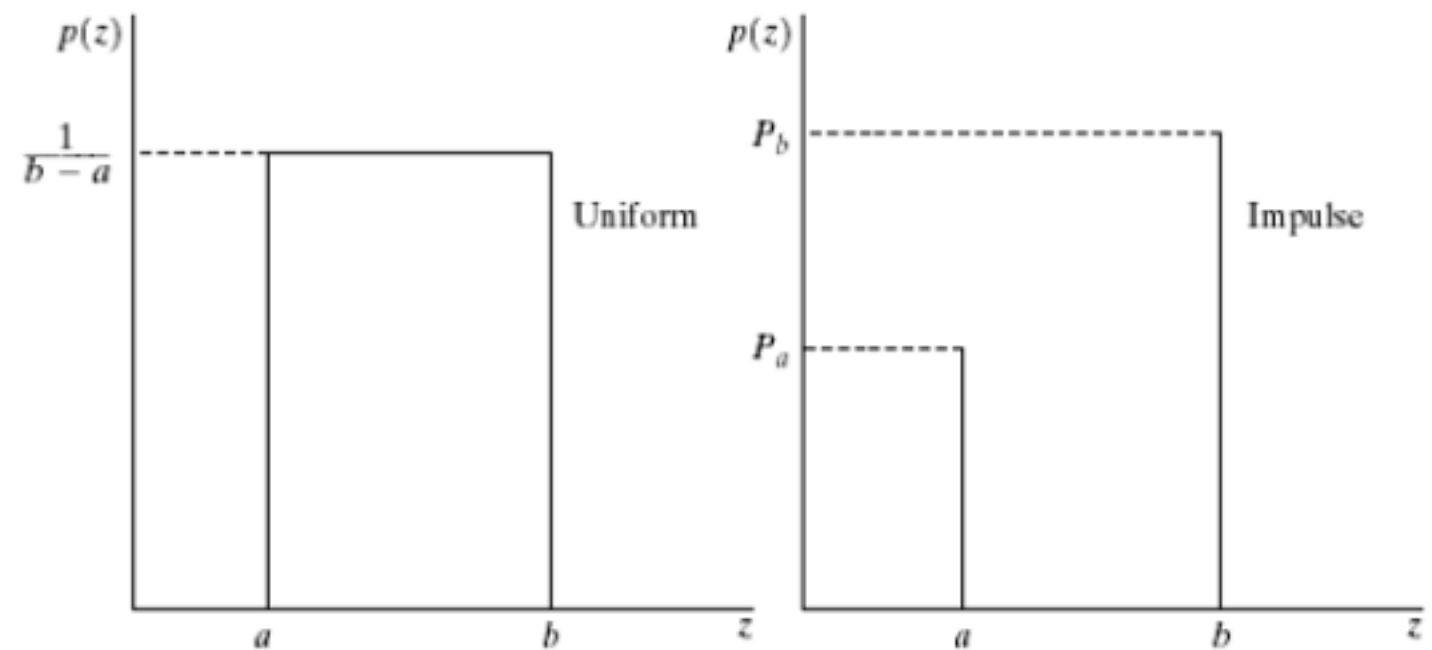 p(z)
1
b − a
Uniform
a
b
z
p(z)
P_b
P_a
Impulse
a
b
z